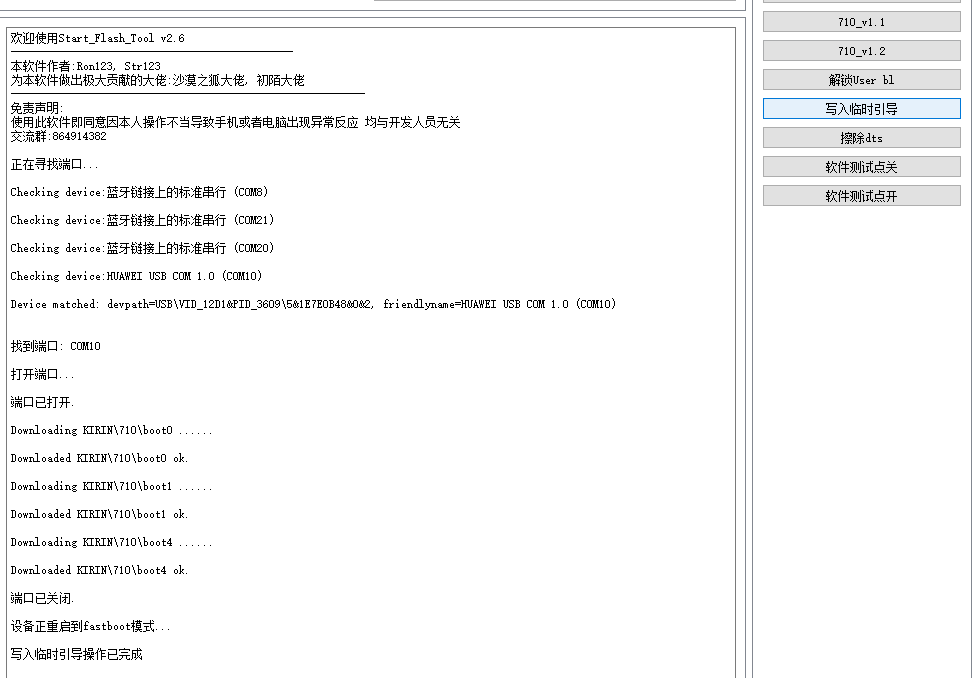 欢迎使用Start_Flash_Tool v2.6
本软件作者:Ron123, Str123
为本软件做出极大贡献的大佬:沙漠之狐大佬, 初陌大佬
免责声明:
使用此软件即同意因本人操作不当导致手机或者电脑出现异常反应 均与开发人员无关
交流群:864914382
正在寻找端口...
Checking device:蓝牙链接上的标准串行 (COM8)
Checking device:蓝牙链接上的标准串行 (COM21)
Checking device:蓝牙链接上的标准串行 (COM20)
Checking device:HUAWEI USB COM 1.0 (COM10)
Device matched: devpath=USB\VID_12D1&PID_3609\5&1E7E0B48&0&2, friendlyname=HUAWEI USB COM 1.0 (COM10)
找到端口: COM10
打开端口...
端口已打开.
Downloading KIRIN\710\boot0 ......
Downloaded KIRIN\710\boot0 ok.
Downloading KIRIN\710\boot1 ......
Downloaded KIRIN\710\boot1 ok.
Downloading KIRIN\710\boot4 ......
Downloaded KIRIN\710\boot4 ok.
端口已关闭.
设备正重启到fastboot模式...
写入临时引导操作已完成
710_v1.1
710_v1.2
解锁User bl
写入临时引导
擦除dts
软件测试点关
软件测试点开